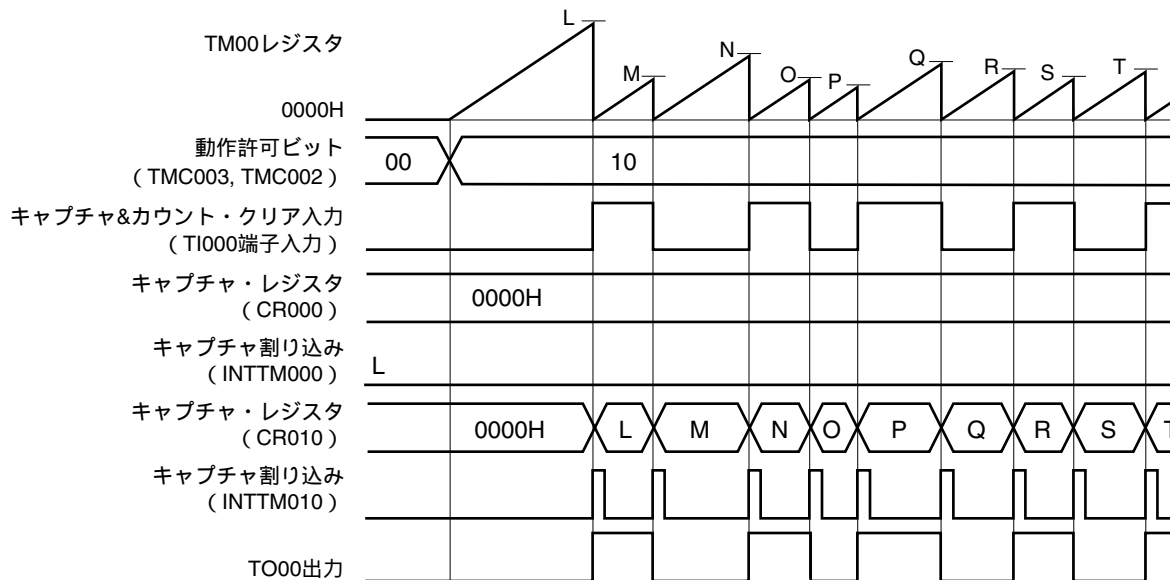 TM00レジスタ
L
M
N
O
P
Q
R
S
T
0000H
動作許可ビット
（TMC003, TMC002）
00
10
キャプチャ&カウント・クリア入力
（TI000端子入力）
キャプチャ・レジスタ
（CR000）
0000H
キャプチャ割り込み
（INTTM000）
L
キャプチャ・レジスタ
（CR010）
0000H
L
M
N
O
P
Q
R
S
T
キャプチャ割り込み
（INTTM010）
TO00出力